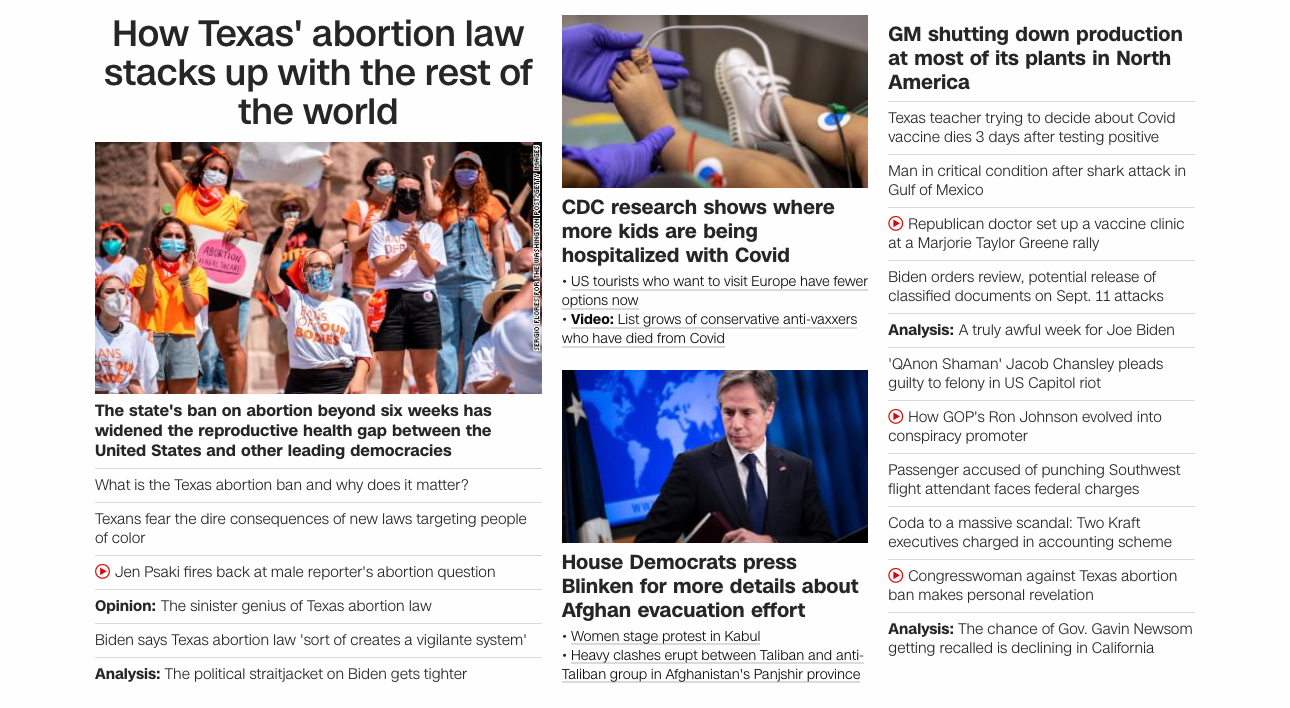 How Texas' abortion law
stacks up with the rest of
the world
SERGIO FLORES FOR THE WASHINGTON POST/GETTY IMAGES
ABORTION
HEALTHCARE
BANS
OFF
BANS
OFF OUR
BODIES
BANS
OFF OUR
The state's ban on abortion beyond six weeks has
widened the reproductive health gap between the
United States and other leading democracies
What is the Texas abortion ban and why does it matter?
Texans fear the dire consequences of new laws targeting people
of color
Jen Psaki fires back at male reporter's abortion question
Opinion: The sinister genius of Texas abortion law
Biden says Texas abortion law 'sort of creates a vigilante system'
Analysis: The political straitjacket on Biden gets tighter
CDC research shows where
more kids are being
hospitalized with Covid
• US tourists who want to visit Europe have fewer
options now
• Video: List grows of conservative anti-vaxxers
who have died from Covid
WW
House Democrats press
Blinken for more details about
Afghan evacuation effort
• Women stage protest in Kabul
• Heavy clashes erupt between Taliban and anti-
Taliban group in Afghanistan's Panjshir province
GM shutting down production
at most of its plants in North
America
Texas teacher trying to decide about Covid
vaccine dies 3 days after testing positive
Man in critical condition after shark attack in
Gulf of Mexico
Republican doctor set up a vaccine clinic
at a Marjorie Taylor Greene rally
Biden orders review, potential release of
classified documents on Sept. 11 attacks
Analysis: A truly awful week for Joe Biden
'QAnon Shaman' Jacob Chansley pleads
guilty to felony in US Capitol riot
How GOP's Ron Johnson evolved into
conspiracy promoter
Passenger accused of punching Southwest
flight attendant faces federal charges
Coda to a massive scandal: Two Kraft
executives charged in accounting scheme
Congresswoman against Texas abortion
ban makes personal revelation
Analysis: The chance of Gov. Gavin Newsom
getting recalled is declining in California